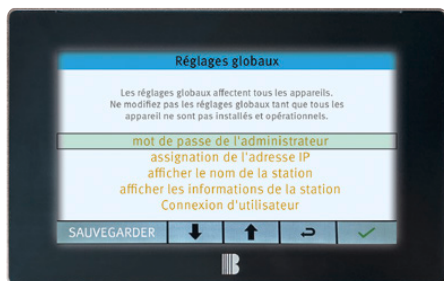 Réglages globaux
Les réglages globaux affectent tous les appareils.
Ne modifiez pas les réglages globaux tant que tous les
appareil ne sont pas installés et opérationnels.
mot de passe de l'administrateur
assignation de l'adresse IP
afficher le nom de la station
afficher les informations de la station
Connexion d'utilisateur
SAUVEGARDER
B